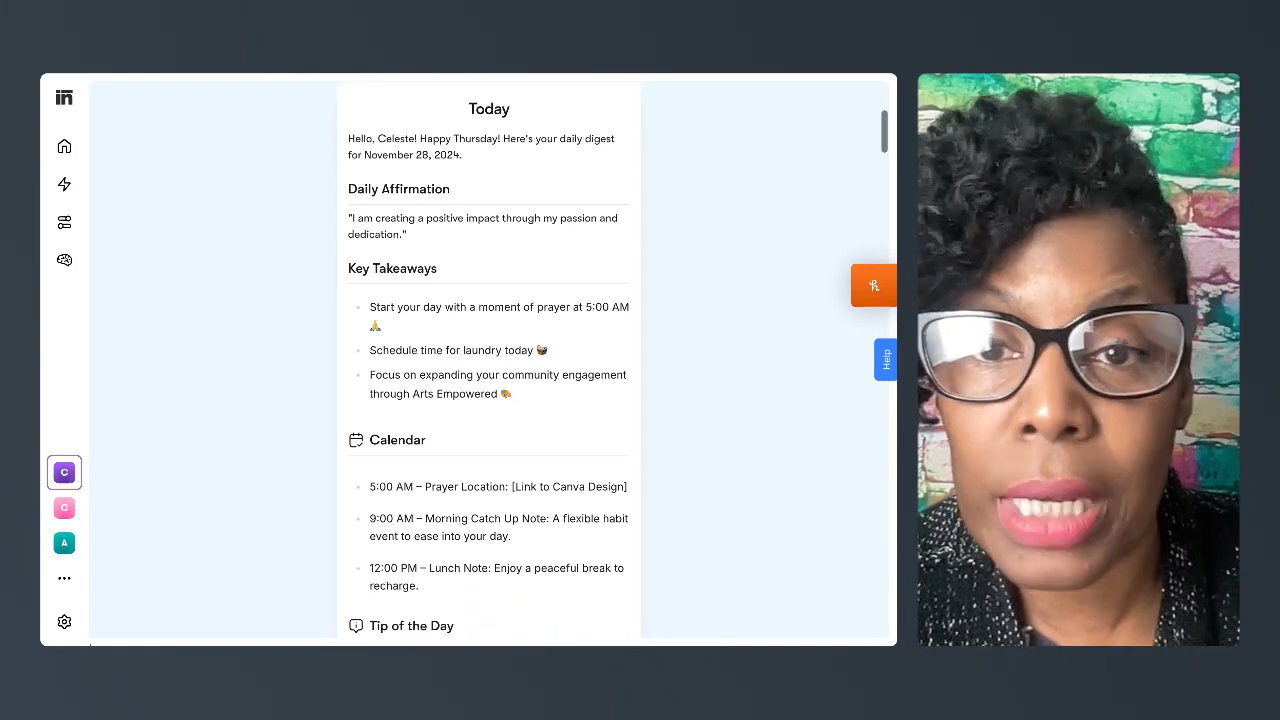 in
Today
Hello, Celeste! Happy Thursday! Here's your daily digest
for November 28, 2024.
Daily Affirmation
"I am creating a positive impact through my passion and
dedication."
Key Takeaways
Start your day with a moment of prayer at 5:00 AM
🙏
Schedule time for laundry today 🧺
Focus on expanding your community engagement
through Arts Empowered 🎨
Calendar
5:00 AM – Prayer Location: [Link to Canva Design]
9:00 AM – Morning Catch Up Note: A flexible habit
event to ease into your day.
12:00 PM – Lunch Note: Enjoy a peaceful break to
recharge.
Tip of the Day
C
C
A
h
Help